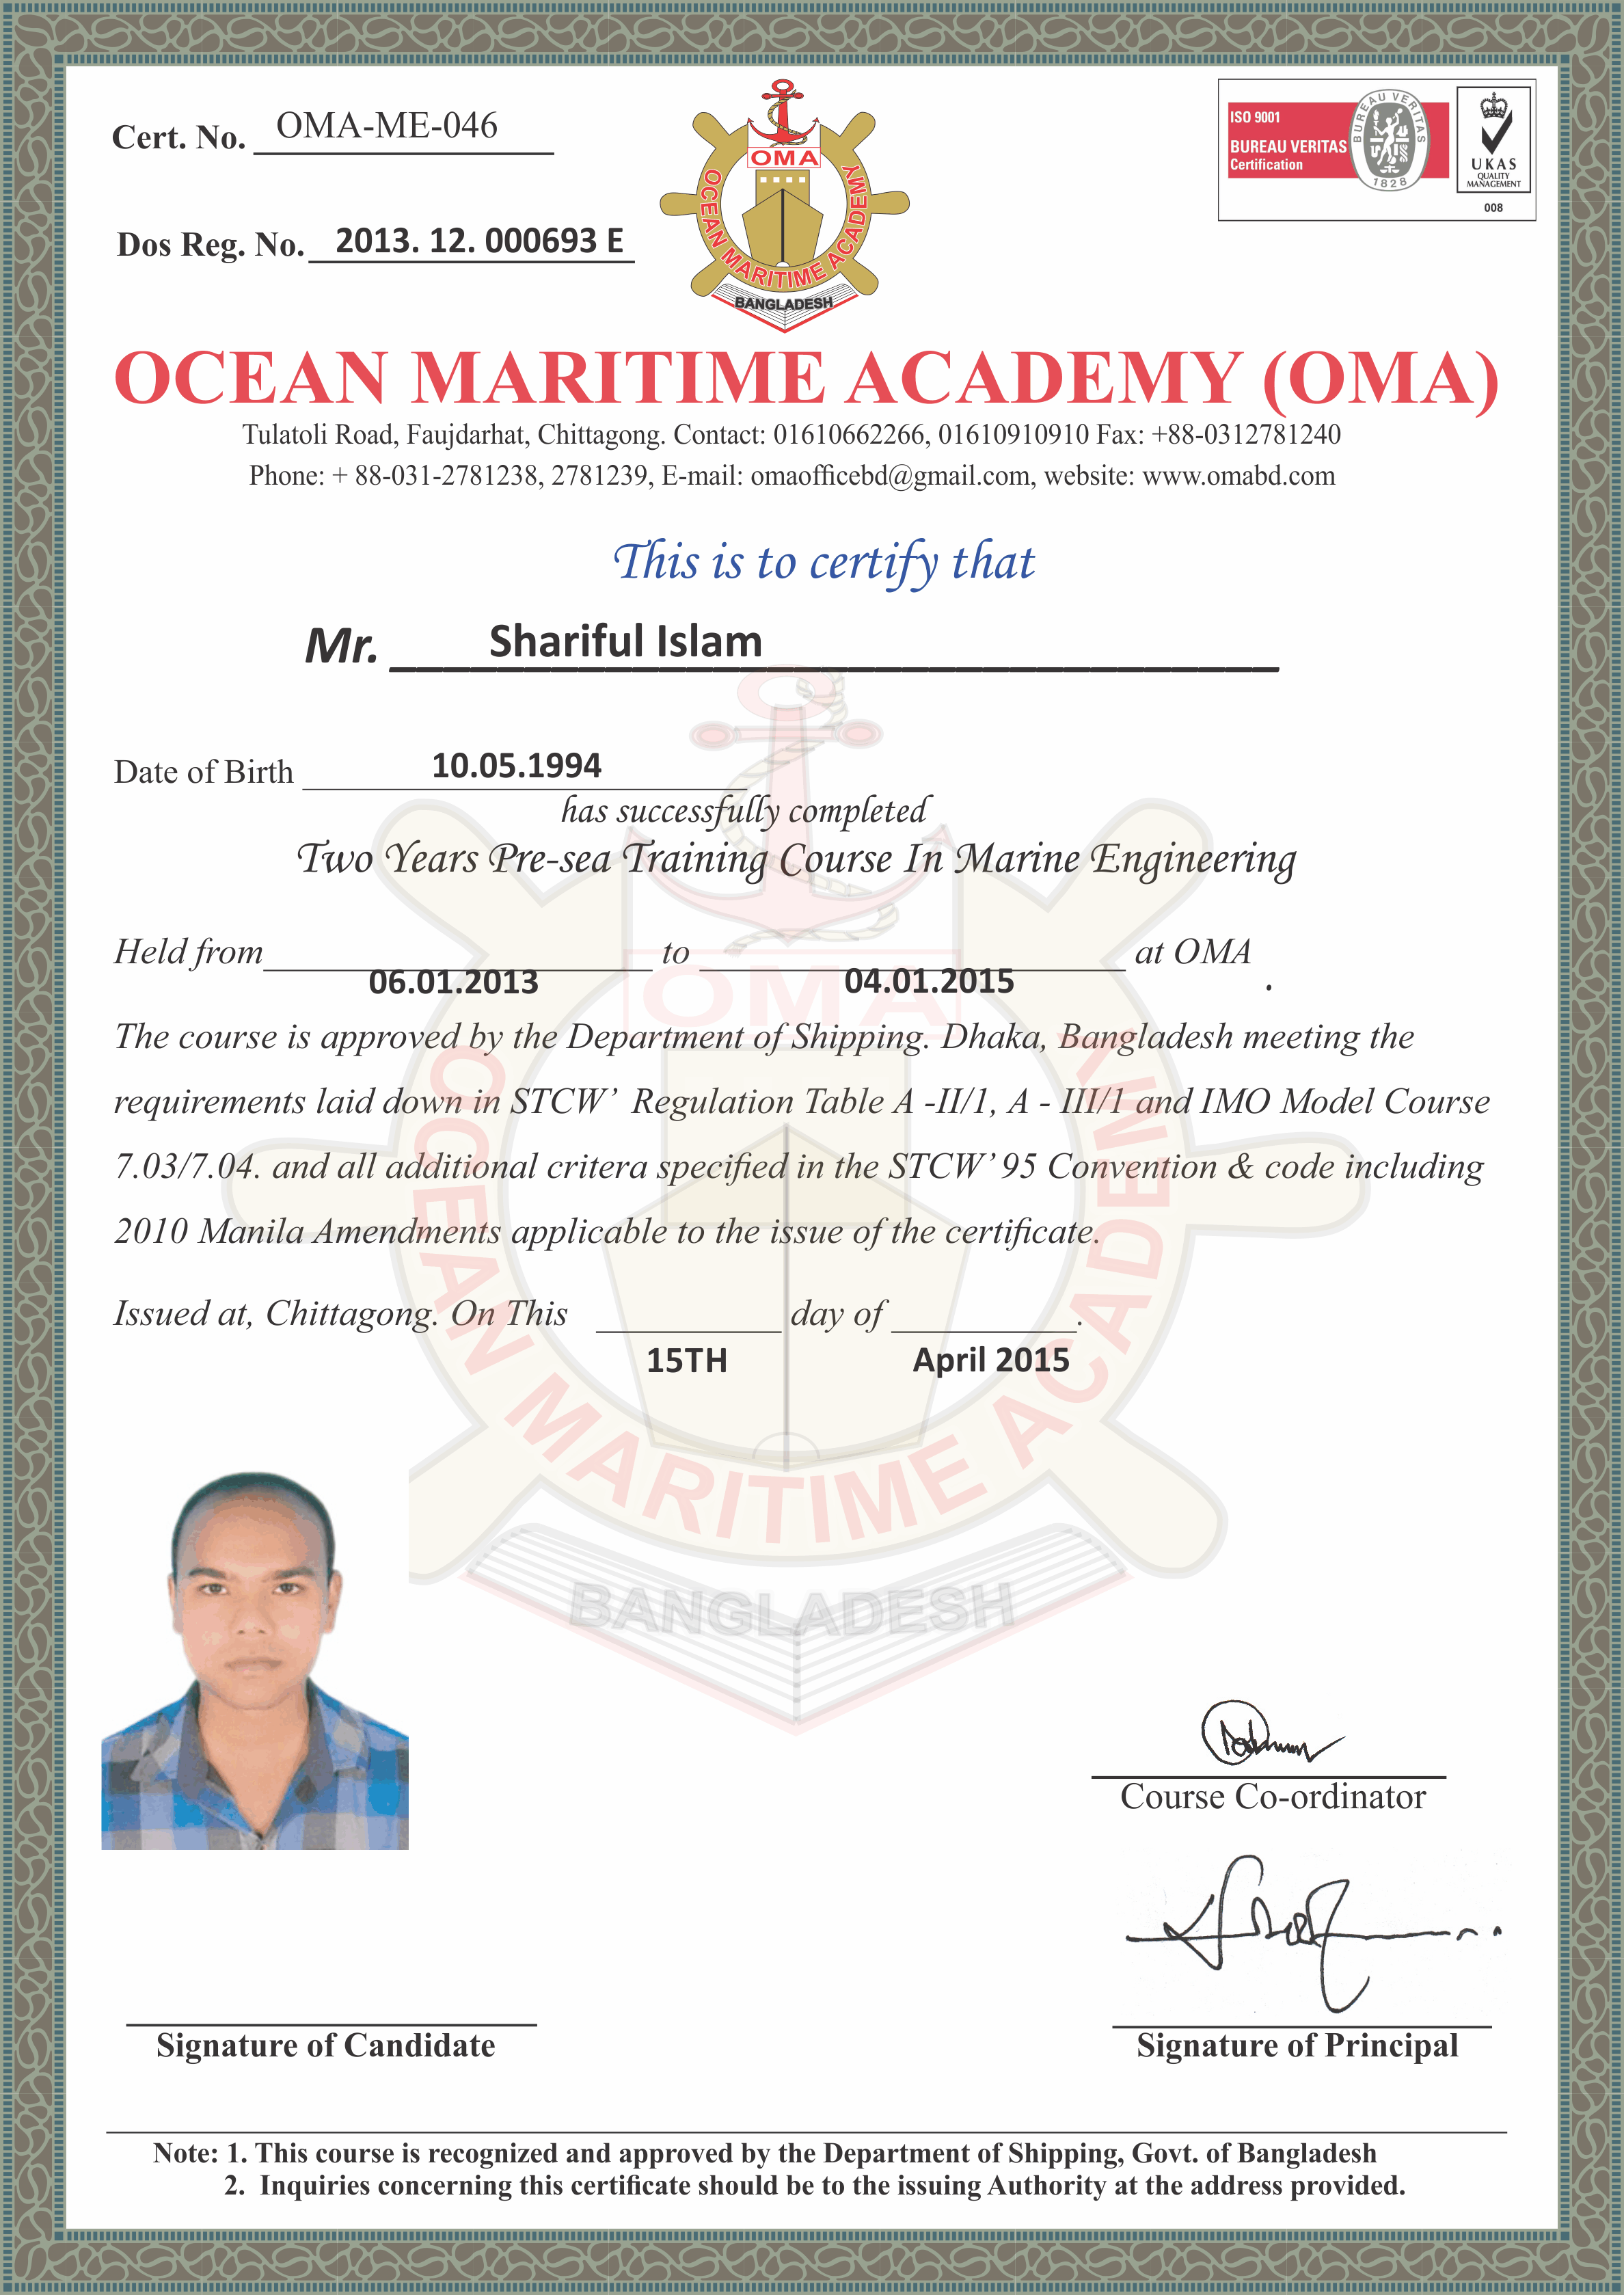 Cert. No. OMA-ME-046
Dos Reg. No. 2013. 12. 000693 E
OMA
OCEAN MARITIME ACADEMY
BANGLADESH
ISO 9001
BUREAU VERITAS
Certification
BUREAU VERITAS
1828
UKAS
QUALITY
MANAGEMENT
008
OCEAN MARITIME ACADEMY (OMA)
Tulatoli Road, Faujdarhat, Chittagong. Contact: 01610662266, 01610910910 Fax: +88-0312781240
Phone: + 88-031-2781238, 2781239, E-mail: omaofficebd@gmail.com, website: www.omabd.com
This is to certify that
Mr. Shariful Islam
Date of Birth 10.05.1994
has successfully completed
Two Years Pre-sea Training Course In Marine Engineering
Held from 06.01.2013 to 04.01.2015 at OMA .
The course is approved by the Department of Shipping. Dhaka, Bangladesh meeting the
requirements laid down in STCW’ Regulation Table A -II/1, A - III/1 and IMO Model Course
7.03/7.04. and all additional critera specified in the STCW’ 95 Convention & code including
2010 Manila Amendments applicable to the issue of the certificate.
Issued at, Chittagong. On This 15TH day of April 2015.
OMA
OCEAN MARITIME ACADEMY
BANGLADESH
Course Co-ordinator
Signature of Candidate
Signature of Principal
Note: 1. This course is recognized and approved by the Department of Shipping, Govt. of Bangladesh
2. Inquiries concerning this certificate should be to the issuing Authority at the address provided.